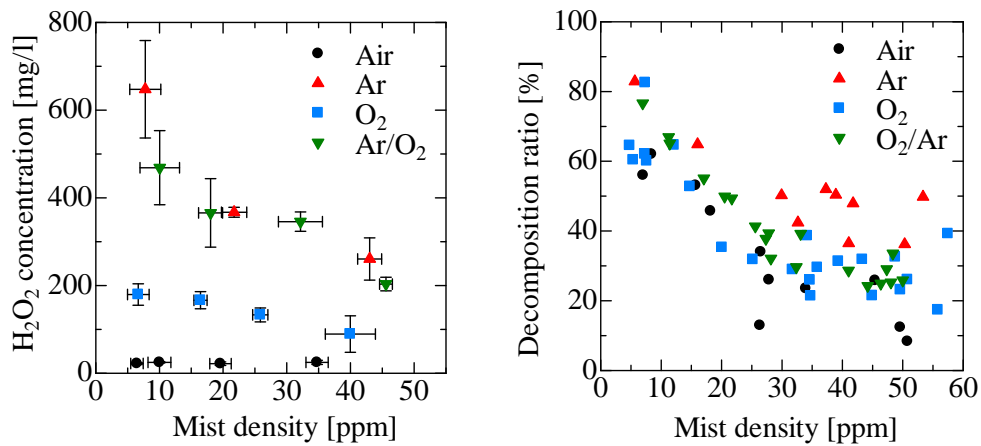 H₂O₂ concentration [mg/l]
800
600
400
200
0
0
10
20
30
40
50
Mist density [ppm]
Air
Ar
O₂
Ar/O₂
Decomposition ratio [%]
100
80
60
40
20
0
0
10
20
30
40
50
60
Mist density [ppm]
Air
Ar
O₂
O₂/Ar